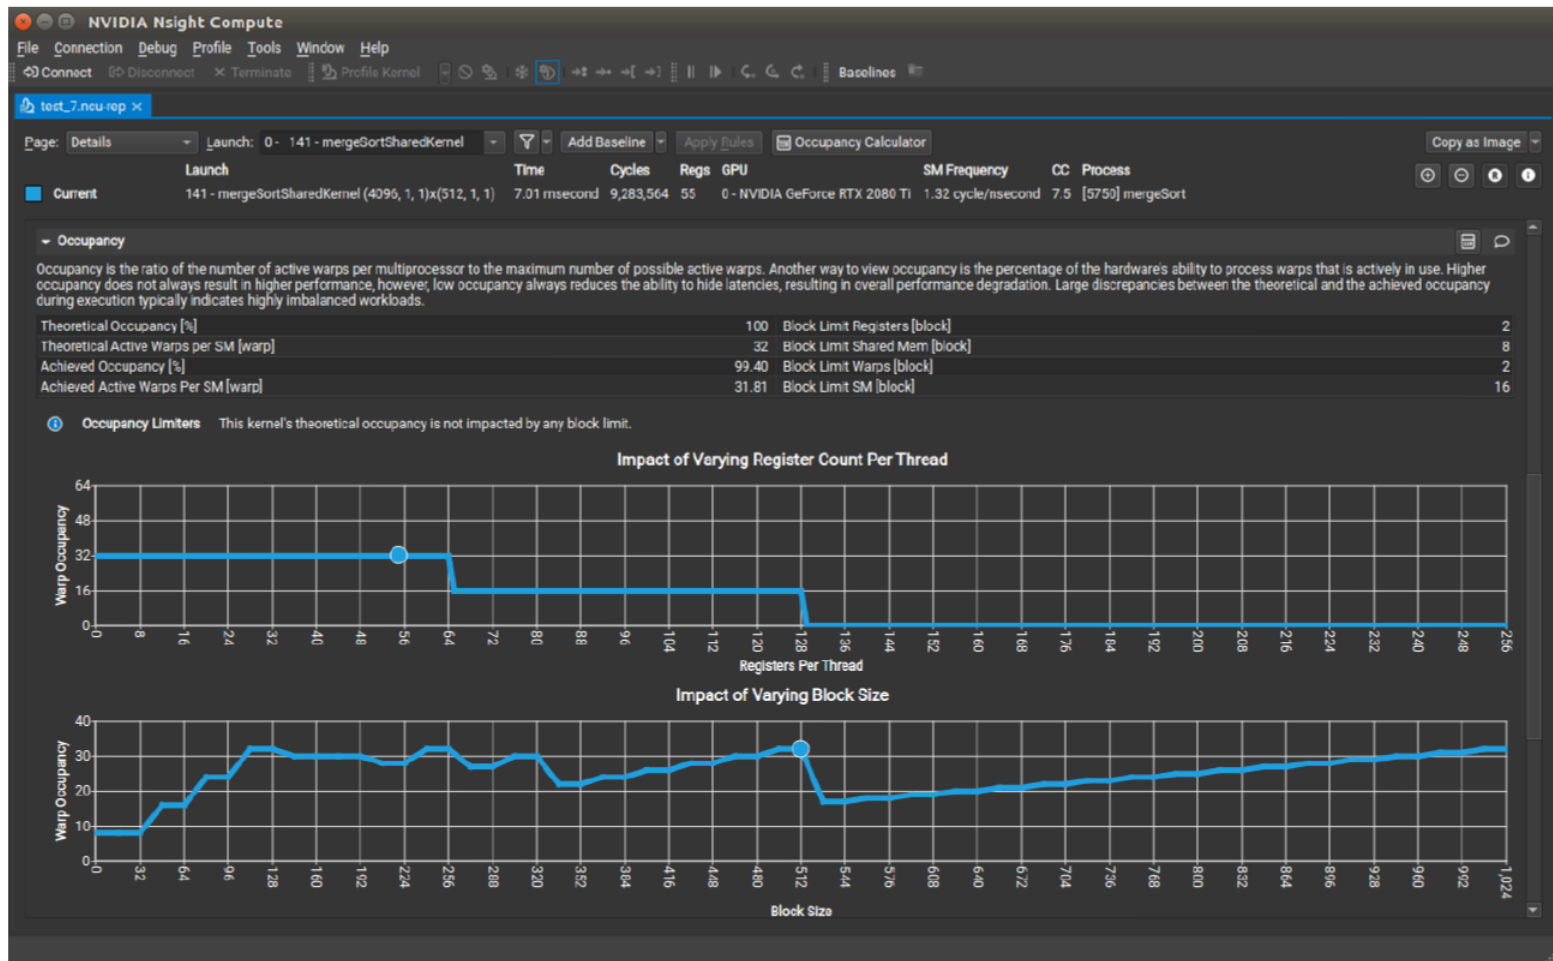 NVIDIA Nsight Compute
File Connection Debug Profile Tools Window Help
Connect Disconnect Terminate Profile Kernel Baselines
test_7.ncu-rep
Page: Details Launch: 0 - 141 - mergeSortSharedKernel Add Baseline Apply Rules Occupancy Calculator Copy as Image
Launch Time Cycles Regs GPU SM Frequency CC Process
Current 141 - mergeSortSharedKernel (4096, 1, 1)x(512, 1, 1) 7.01 msecond 9,283,564 55 0 - NVIDIA GeForce RTX 2080 Ti 1.32 cycle/nsecond 7.5 [5750] mergeSort
Occupancy
Occupancy is the ratio of the number of active warps per multiprocessor to the maximum number of possible active warps. Another way to view occupancy is the percentage of the hardware's ability to process warps that is actively in use. Higher
occupancy does not always result in higher performance, however, low occupancy always reduces the ability to hide latencies, resulting in overall performance degradation. Large discrepancies between the theoretical and the achieved occupancy
during execution typically indicates highly imbalanced workloads.
Theoretical Occupancy [%] 100 Block Limit Registers [block] 2
Theoretical Active Warps per SM [warp] 32 Block Limit Shared Mem [block] 8
Achieved Occupancy [%] 99.40 Block Limit Warps [block] 2
Achieved Active Warps Per SM [warp] 31.81 Block Limit SM [block] 16
Occupancy Limiters This kernel's theoretical occupancy is not impacted by any block limit.
Impact of Varying Register Count Per Thread
Warp Occupancy
64
48
32
16
0
0 8 16 24 32 40 48 56 64 72 80 88 96 104 112 120 128 136 144 152 160 168 176 184 192 200 208 216 224 232 240 248 256
Registers Per Thread
Impact of Varying Block Size
Warp Occupancy
40
30
20
10
0
0 32 64 96 128 160 192 224 256 288 320 352 384 416 448 480 512 544 576 608 640 672 704 736 768 800 832 864 896 928 960 992 1,024
Block Size